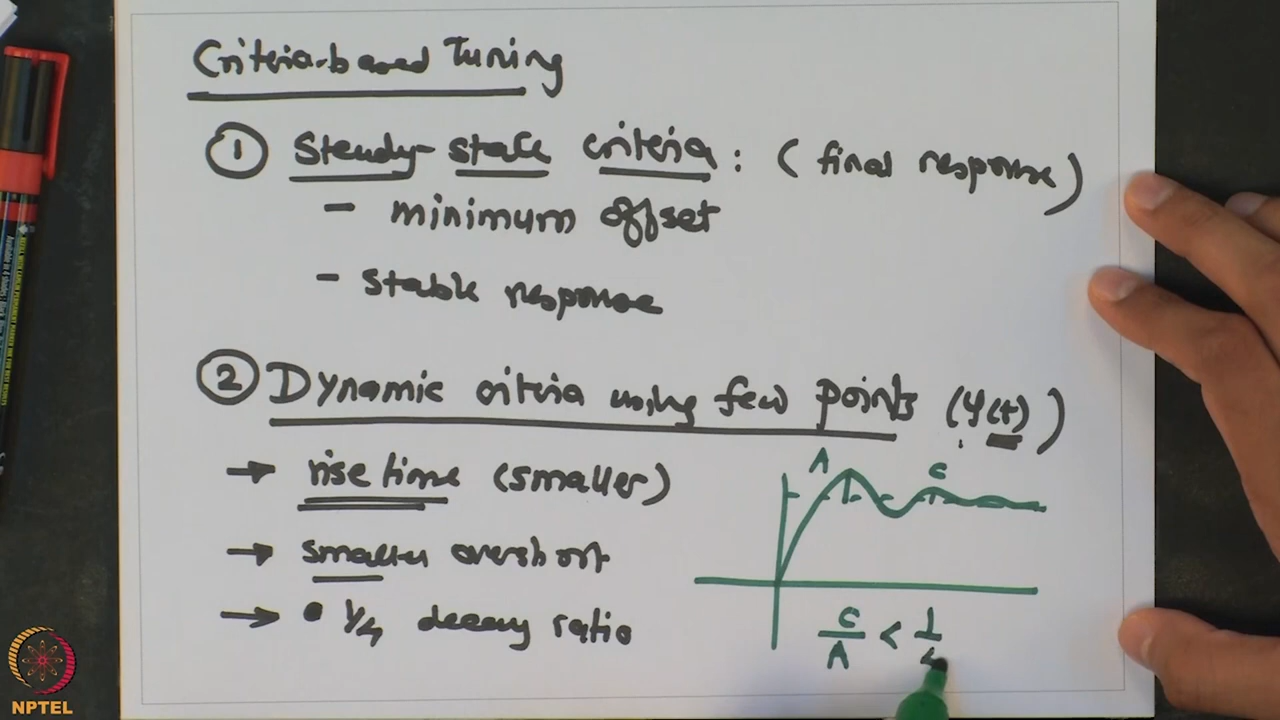 Criteria-based Tuning
① Steady-state criteria : (final response)
- minimum offset
- stable response
② Dynamic criteria using few points (y(t))
→ rise time (smaller)
→ smaller overshoot
→ 1/4 decay ratio
A
C
C/A < 1/4
NPTEL